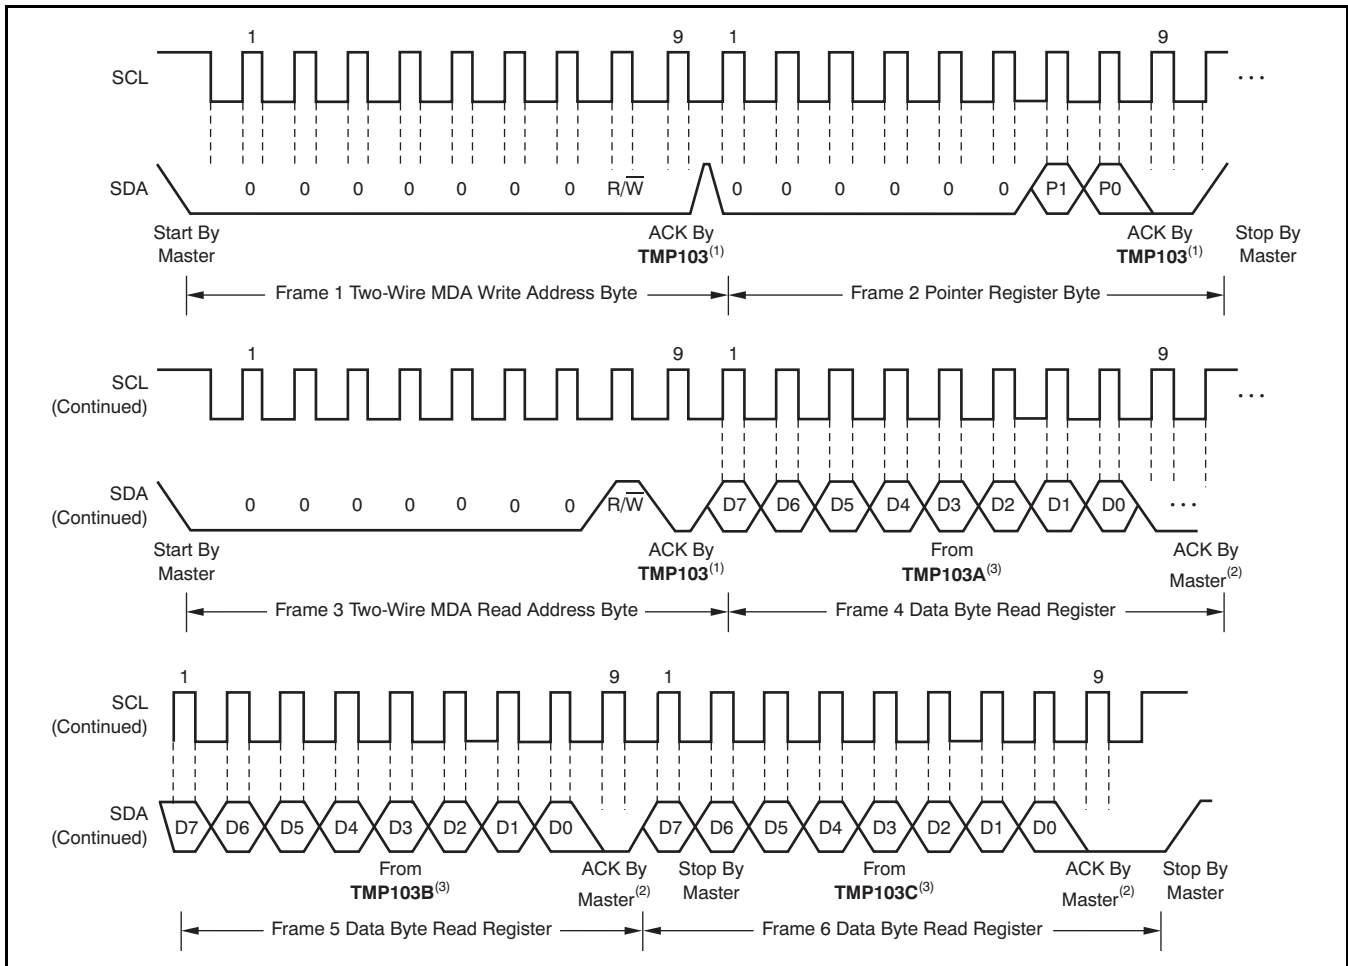 1 9 1 9
SCL ...
SDA 0 0 0 0 0 0 0 R/W̅ 0 0 0 0 0 0 P1 P0
Start By Master ACK By TMP103(1) ACK By TMP103(1) Stop By Master
Frame 1 Two-Wire MDA Write Address Byte Frame 2 Pointer Register Byte
1 9 1 9
SCL (Continued) ...
SDA (Continued) 0 0 0 0 0 0 0 R/W̅ D7 D6 D5 D4 D3 D2 D1 D0 ...
Start By Master ACK By TMP103(1) From TMP103A(3) ACK By Master(2)
Frame 3 Two-Wire MDA Read Address Byte Frame 4 Data Byte Read Register
1 9 1 9
SCL (Continued)
SDA (Continued) D7 D6 D5 D4 D3 D2 D1 D0 D7 D6 D5 D4 D3 D2 D1 D0
From TMP103B(3) ACK By Master(2) Stop By Master From TMP103C(3) ACK By Master(2) Stop By Master
Frame 5 Data Byte Read Register Frame 6 Data Byte Read Register